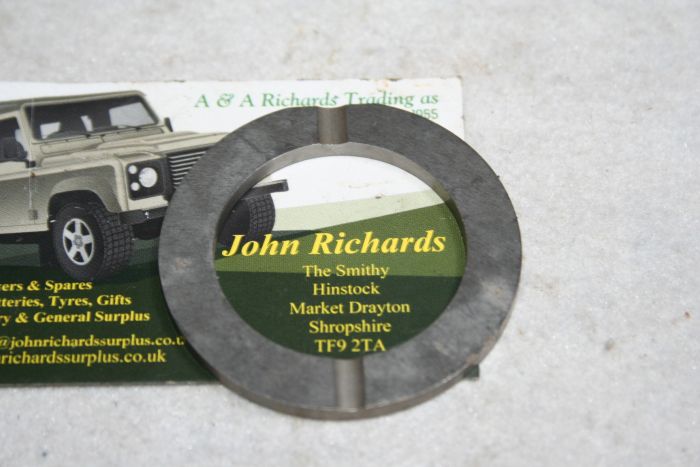 A & A Richards Trading as
1955
John Richards
The Smithy
Hinstock
Market Drayton
Shropshire
TF9 2TA
& Spares
Tyres, Gifts
& General Surplus
@johnrichardssurplus.co.u
richardssurplus.co.uk